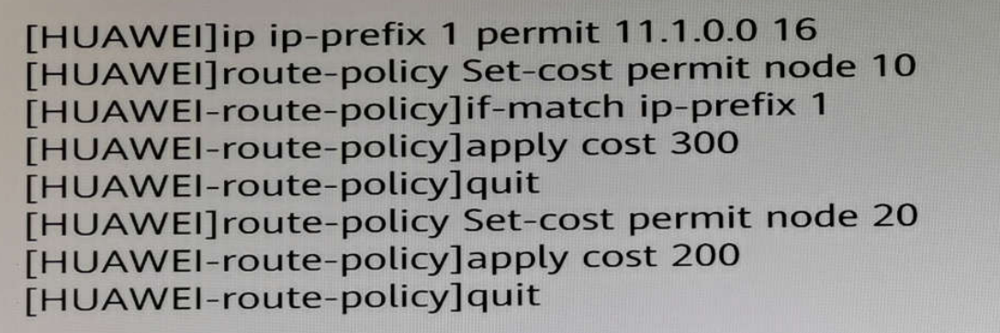 [HUAWEI]ip ip-prefix 1 permit 11.1.0.0 16
[HUAWEI]route-policy Set-cost permit node 10
[HUAWEI-route-policy]if-match ip-prefix 1
[HUAWEI-route-policy]apply cost 300
[HUAWEI-route-policy]quit
[HUAWEI]route-policy Set-cost permit node 20
[HUAWEI-route-policy]apply cost 200
[HUAWEI-route-policy]quit